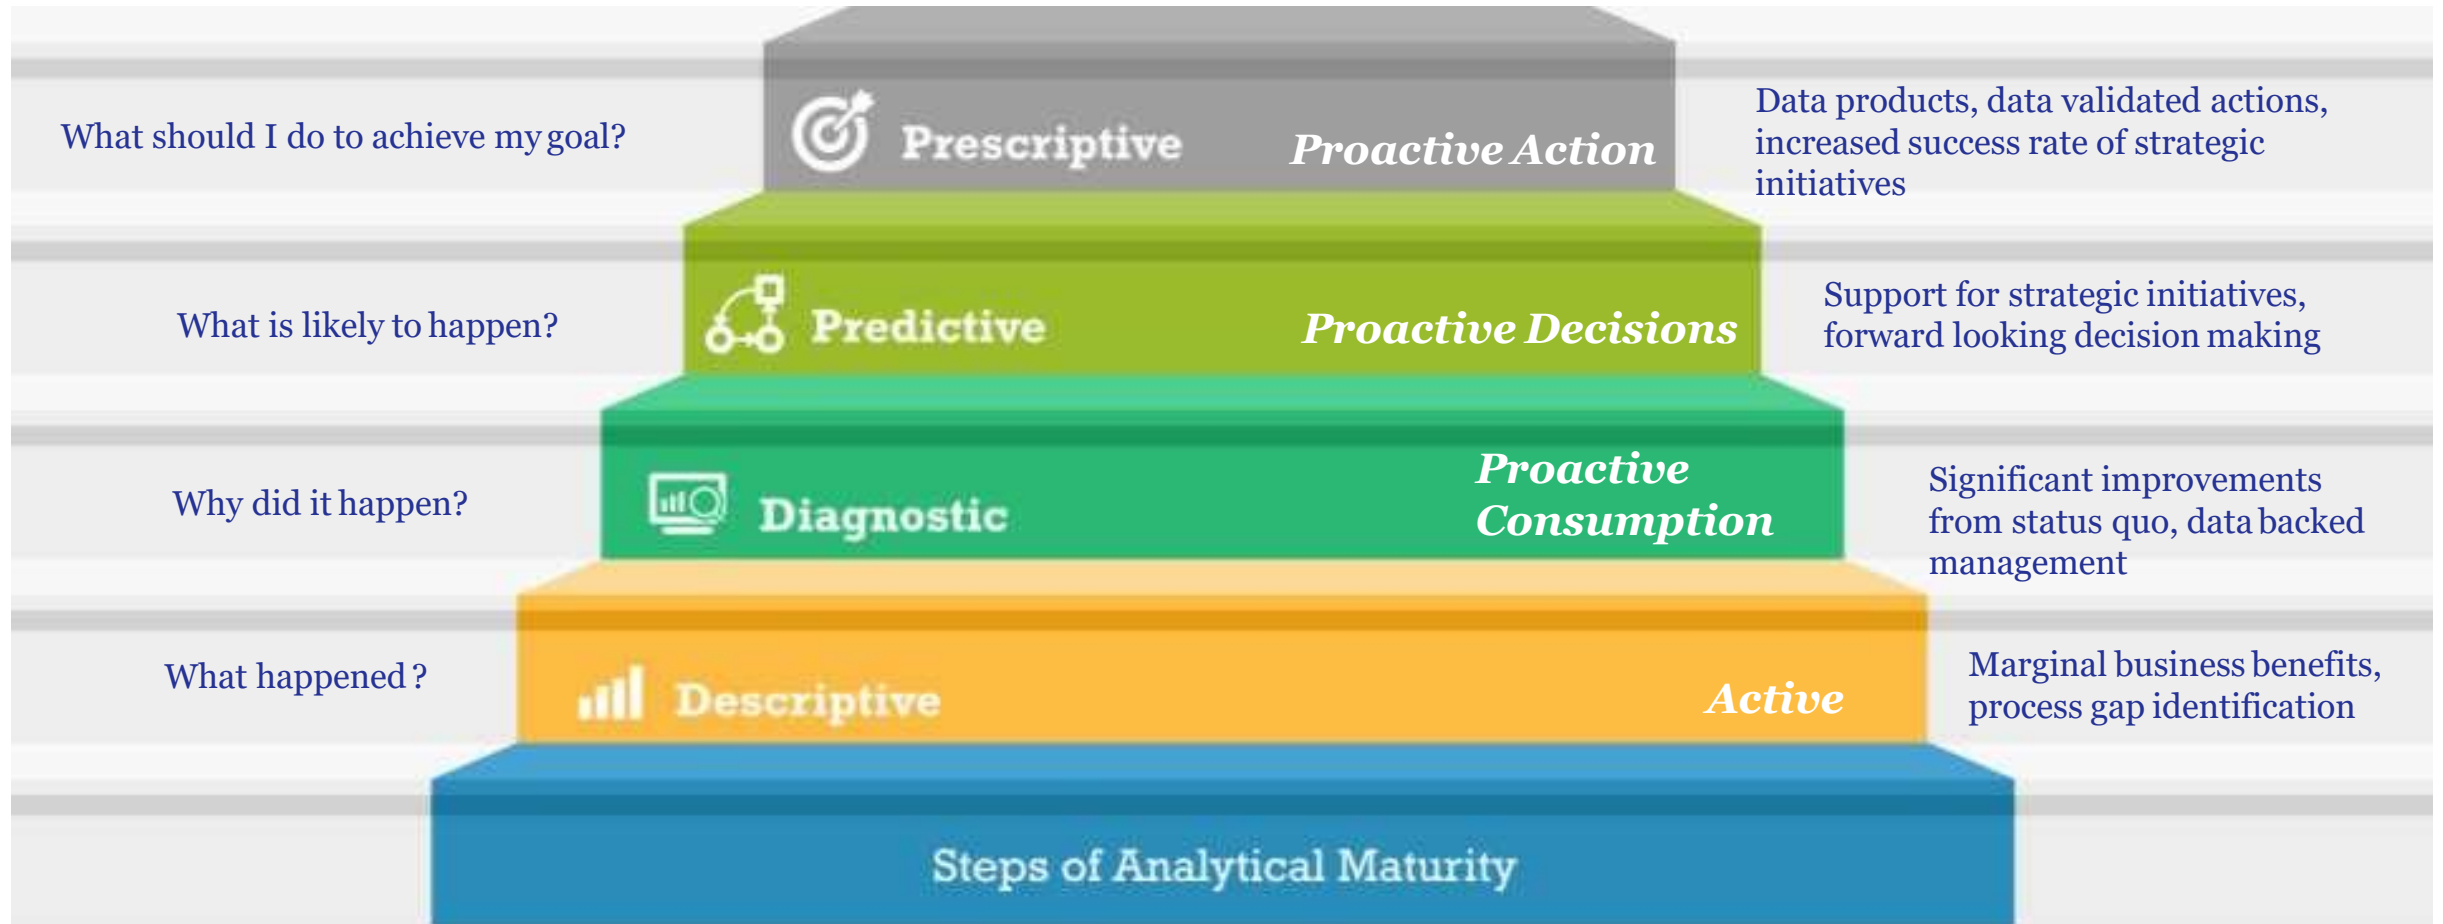 What should I do to achieve my goal?
Prescriptive
Proactive Action
Data products, data validated actions,
increased success rate of strategic
initiatives
What is likely to happen?
Predictive
Proactive Decisions
Support for strategic initiatives,
forward looking decision making
Why did it happen?
Diagnostic
Proactive
Consumption
Significant improvements
from status quo, data backed
management
What happened ?
Descriptive
Active
Marginal business benefits,
process gap identification
Steps of Analytical Maturity